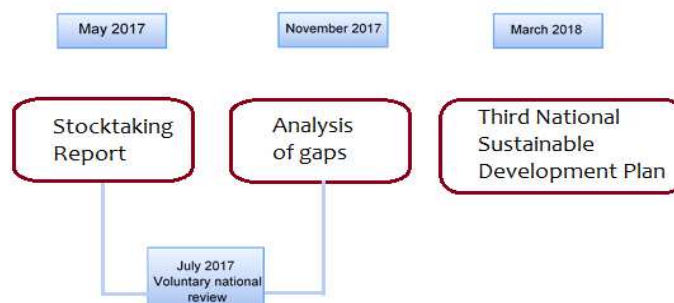 May 2017
November 2017
March 2018
Stocktaking
Report
Analysis
of gaps
Third National
Sustainable
Development Plan
July 2017
Voluntary national
review